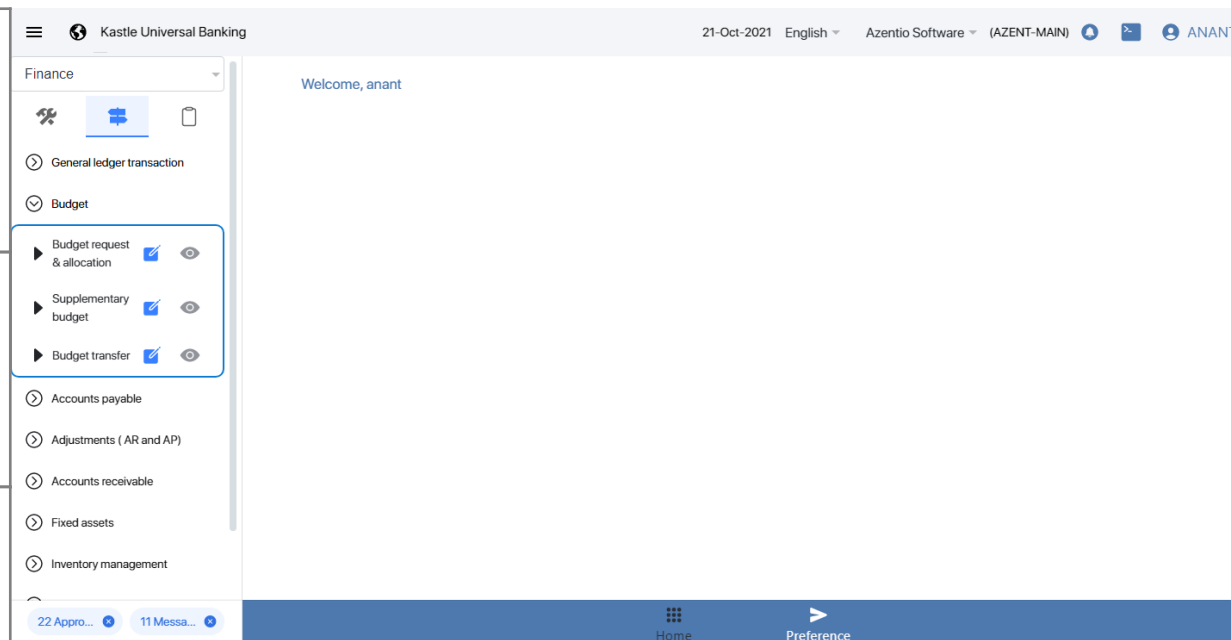 Kastle Universal Banking
21-Oct-2021 English Azentio Software (AZENT-MAIN) ANANT
Finance
Welcome, anant
General ledger transaction
Budget
Budget request
& allocation
Supplementary
budget
Budget transfer
Accounts payable
Adjustments ( AR and AP)
Accounts receivable
Fixed assets
Inventory management
22 Appro... 11 Messa...
Home
Preference